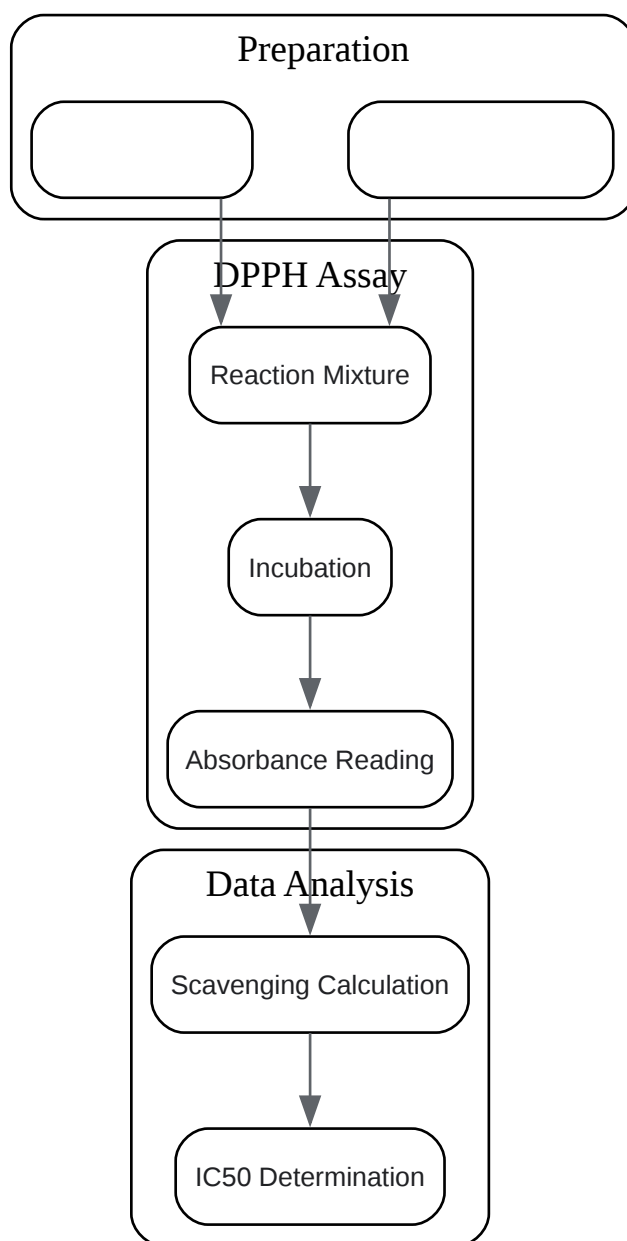 Preparation
DPPH Assay
Reaction Mixture
Incubation
Absorbance Reading
Data Analysis
Scavenging Calculation
IC50 Determination